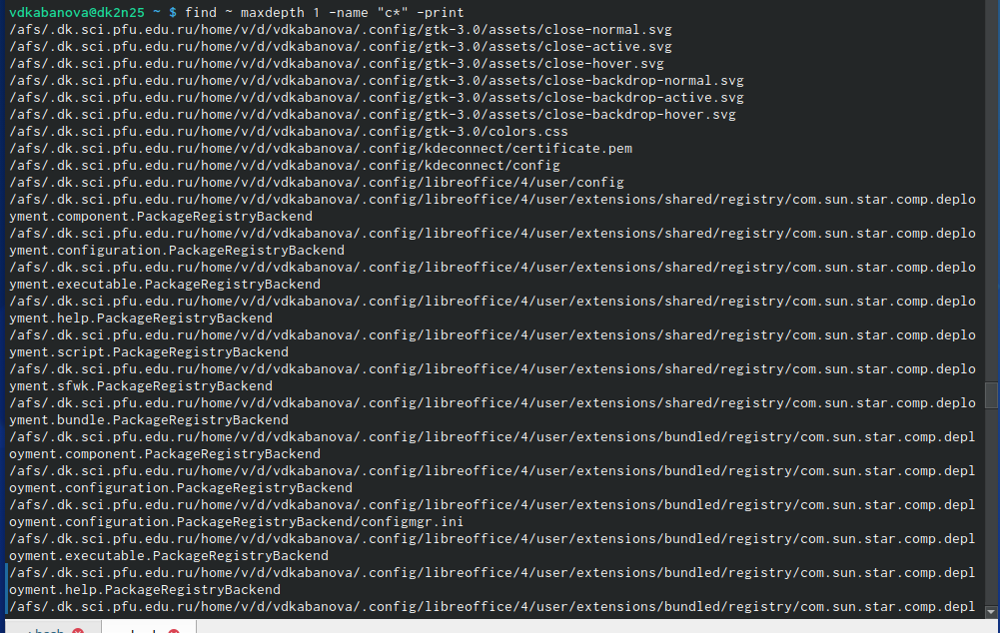 vdkabanova@dk2n25 ~ $ find ~ maxdepth 1 -name "c*" -print
/afs/.dk.sci.pfu.edu.ru/home/v/d/vdkabanova/.config/gtk-3.0/assets/close-normal.svg
/afs/.dk.sci.pfu.edu.ru/home/v/d/vdkabanova/.config/gtk-3.0/assets/close-active.svg
/afs/.dk.sci.pfu.edu.ru/home/v/d/vdkabanova/.config/gtk-3.0/assets/close-hover.svg
/afs/.dk.sci.pfu.edu.ru/home/v/d/vdkabanova/.config/gtk-3.0/assets/close-backdrop-normal.svg
/afs/.dk.sci.pfu.edu.ru/home/v/d/vdkabanova/.config/gtk-3.0/assets/close-backdrop-active.svg
/afs/.dk.sci.pfu.edu.ru/home/v/d/vdkabanova/.config/gtk-3.0/assets/close-backdrop-hover.svg
/afs/.dk.sci.pfu.edu.ru/home/v/d/vdkabanova/.config/gtk-3.0/colors.css
/afs/.dk.sci.pfu.edu.ru/home/v/d/vdkabanova/.config/kdeconnect/certificate.pem
/afs/.dk.sci.pfu.edu.ru/home/v/d/vdkabanova/.config/kdeconnect/config
/afs/.dk.sci.pfu.edu.ru/home/v/d/vdkabanova/.config/libreoffice/4/user/config
/afs/.dk.sci.pfu.edu.ru/home/v/d/vdkabanova/.config/libreoffice/4/user/extensions/shared/registry/com.sun.star.comp.deplo
yment.component.PackageRegistryBackend
/afs/.dk.sci.pfu.edu.ru/home/v/d/vdkabanova/.config/libreoffice/4/user/extensions/shared/registry/com.sun.star.comp.deplo
yment.configuration.PackageRegistryBackend
/afs/.dk.sci.pfu.edu.ru/home/v/d/vdkabanova/.config/libreoffice/4/user/extensions/shared/registry/com.sun.star.comp.deplo
yment.executable.PackageRegistryBackend
/afs/.dk.sci.pfu.edu.ru/home/v/d/vdkabanova/.config/libreoffice/4/user/extensions/shared/registry/com.sun.star.comp.deplo
yment.help.PackageRegistryBackend
/afs/.dk.sci.pfu.edu.ru/home/v/d/vdkabanova/.config/libreoffice/4/user/extensions/shared/registry/com.sun.star.comp.deplo
yment.script.PackageRegistryBackend
/afs/.dk.sci.pfu.edu.ru/home/v/d/vdkabanova/.config/libreoffice/4/user/extensions/shared/registry/com.sun.star.comp.deplo
yment.sfwk.PackageRegistryBackend
/afs/.dk.sci.pfu.edu.ru/home/v/d/vdkabanova/.config/libreoffice/4/user/extensions/shared/registry/com.sun.star.comp.deplo
yment.bundle.PackageRegistryBackend
/afs/.dk.sci.pfu.edu.ru/home/v/d/vdkabanova/.config/libreoffice/4/user/extensions/bundled/registry/com.sun.star.comp.depl
oyment.component.PackageRegistryBackend
/afs/.dk.sci.pfu.edu.ru/home/v/d/vdkabanova/.config/libreoffice/4/user/extensions/bundled/registry/com.sun.star.comp.depl
oyment.configuration.PackageRegistryBackend
/afs/.dk.sci.pfu.edu.ru/home/v/d/vdkabanova/.config/libreoffice/4/user/extensions/bundled/registry/com.sun.star.comp.depl
oyment.configuration.PackageRegistryBackend/configmgr.ini
/afs/.dk.sci.pfu.edu.ru/home/v/d/vdkabanova/.config/libreoffice/4/user/extensions/bundled/registry/com.sun.star.comp.depl
oyment.executable.PackageRegistryBackend
/afs/.dk.sci.pfu.edu.ru/home/v/d/vdkabanova/.config/libreoffice/4/user/extensions/bundled/registry/com.sun.star.comp.depl
oyment.help.PackageRegistryBackend
/afs/.dk.sci.pfu.edu.ru/home/v/d/vdkabanova/.config/libreoffice/4/user/extensions/bundled/registry/com.sun.star.comp.depl